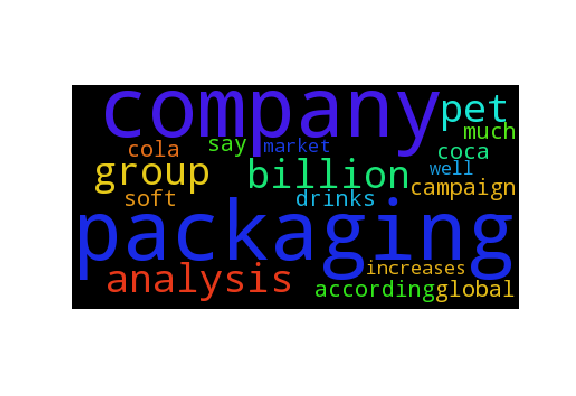 company
pet
much
cola
say
market
coca
group
billion
well
campaign
soft
drinks
packaging
analysis
increases
according
global